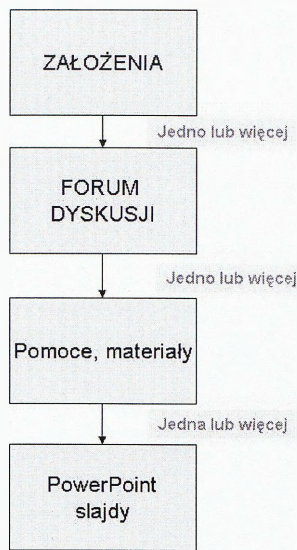 ZAŁOŻENIA
Jedno lub więcej
FORUM
DYSKUSJI
Jedno lub więcej
Pomoce, materiały
Jedna lub więcej
PowerPoint
slajdy